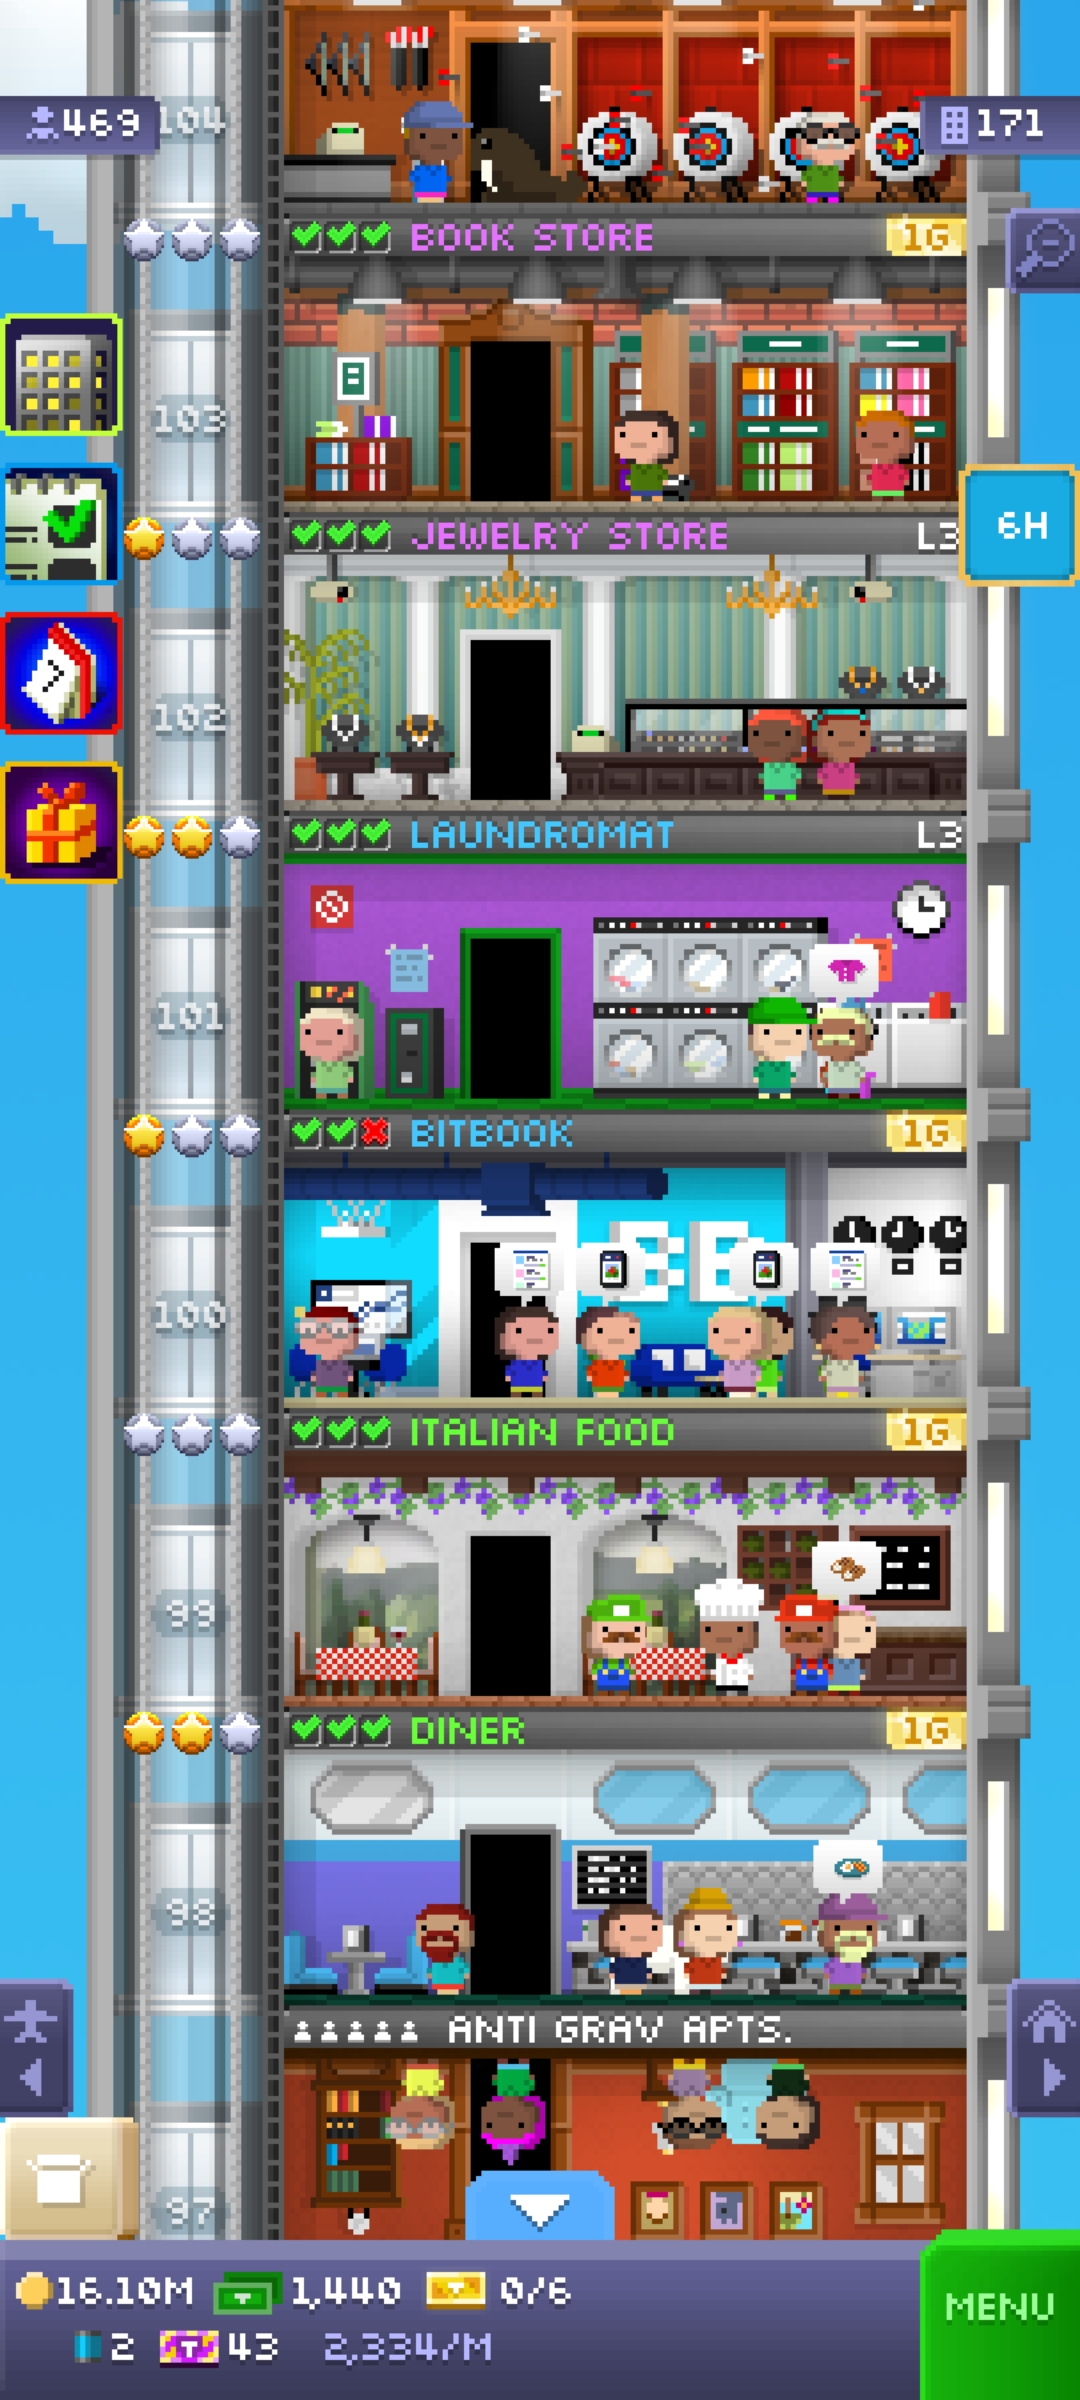 469
104
171
BOOK STORE 1G
103
JEWELRY STORE L3
6H
7
102
LAUNDROMAT L3
101
BITBOOK 1G
100
ITALIAN FOOD 1G
99
DINER 1G
98
ANTI GRAV APTS.
97
16.10M 1,440 0/6
MENU
2 T 43 2,334/M